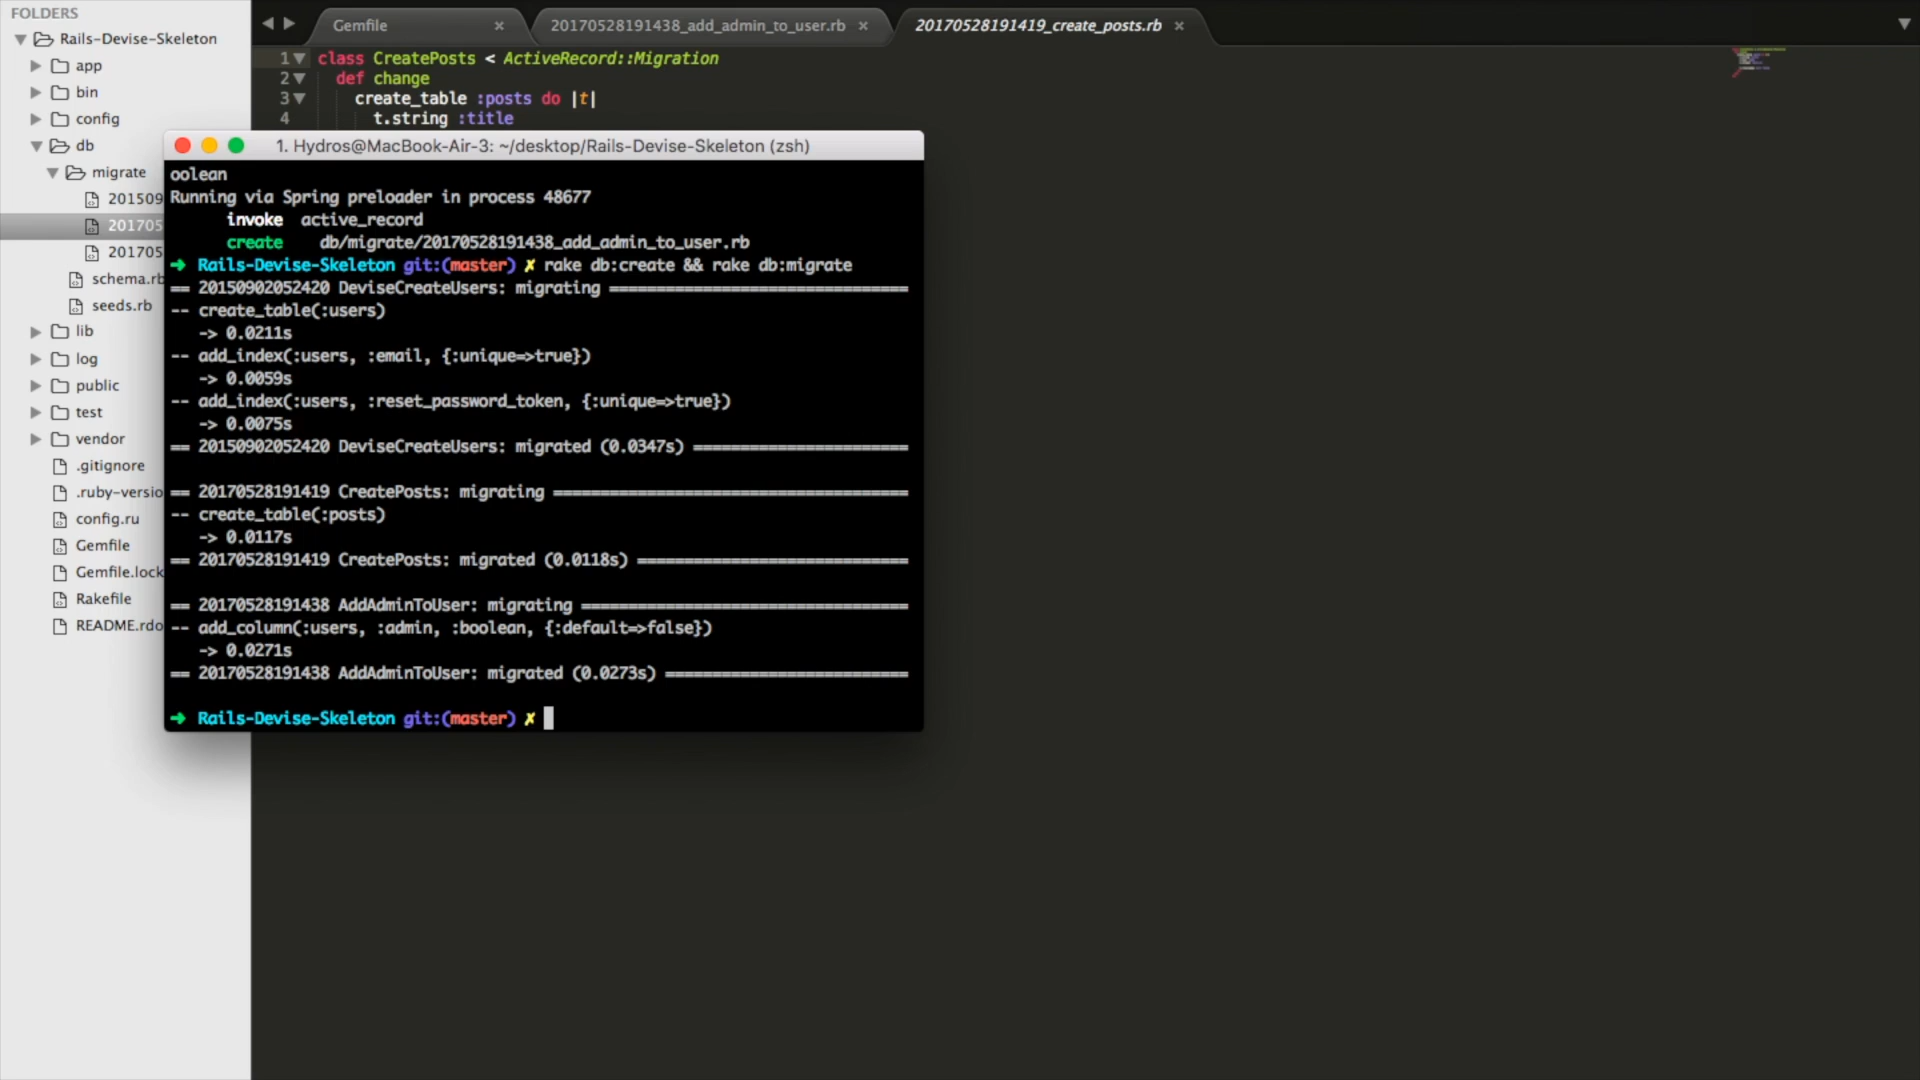 FOLDERS
Rails-Devise-Skeleton
app
bin
config
db
migrate
201509
201705
201705
schema.rb
seeds.rb
lib
log
public
test
vendor
.gitignore
.ruby-versio
config.ru
Gemfile
Gemfile.lock
Rakefile
README.rdo
Gemfile
20170528191438_add_admin_to_user.rb
20170528191419_create_posts.rb
1 class CreatePosts < ActiveRecord::Migration
2 def change
3 create_table :posts do |t|
4 t.string :title
1. Hydros@MacBook-Air-3: ~/desktop/Rails-Devise-Skeleton (zsh)
oolean
Running via Spring preloader in process 48677
invoke active_record
create db/migrate/20170528191438_add_admin_to_user.rb
➜ Rails-Devise-Skeleton git:(master) ✗ rake db:create && rake db:migrate
== 20150902052420 DeviseCreateUsers: migrating ================================
-- create_table(:users)
-> 0.0211s
-- add_index(:users, :email, {:unique=>true})
-> 0.0059s
-- add_index(:users, :reset_password_token, {:unique=>true})
-> 0.0075s
== 20150902052420 DeviseCreateUsers: migrated (0.0347s) =======================
== 20170528191419 CreatePosts: migrating ======================================
-- create_table(:posts)
-> 0.0117s
== 20170528191419 CreatePosts: migrated (0.0118s) =============================
== 20170528191438 AddAdminToUser: migrating ===================================
-- add_column(:users, :admin, :boolean, {:default=>false})
-> 0.0271s
== 20170528191438 AddAdminToUser: migrated (0.0273s) ==========================
➜ Rails-Devise-Skeleton git:(master) ✗